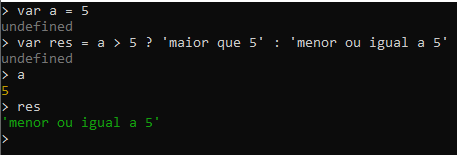 > var a = 5
undefined
> var res = a > 5 ? 'maior que 5' : 'menor ou igual a 5'
undefined
> a
5
> res
'menor ou igual a 5'
>